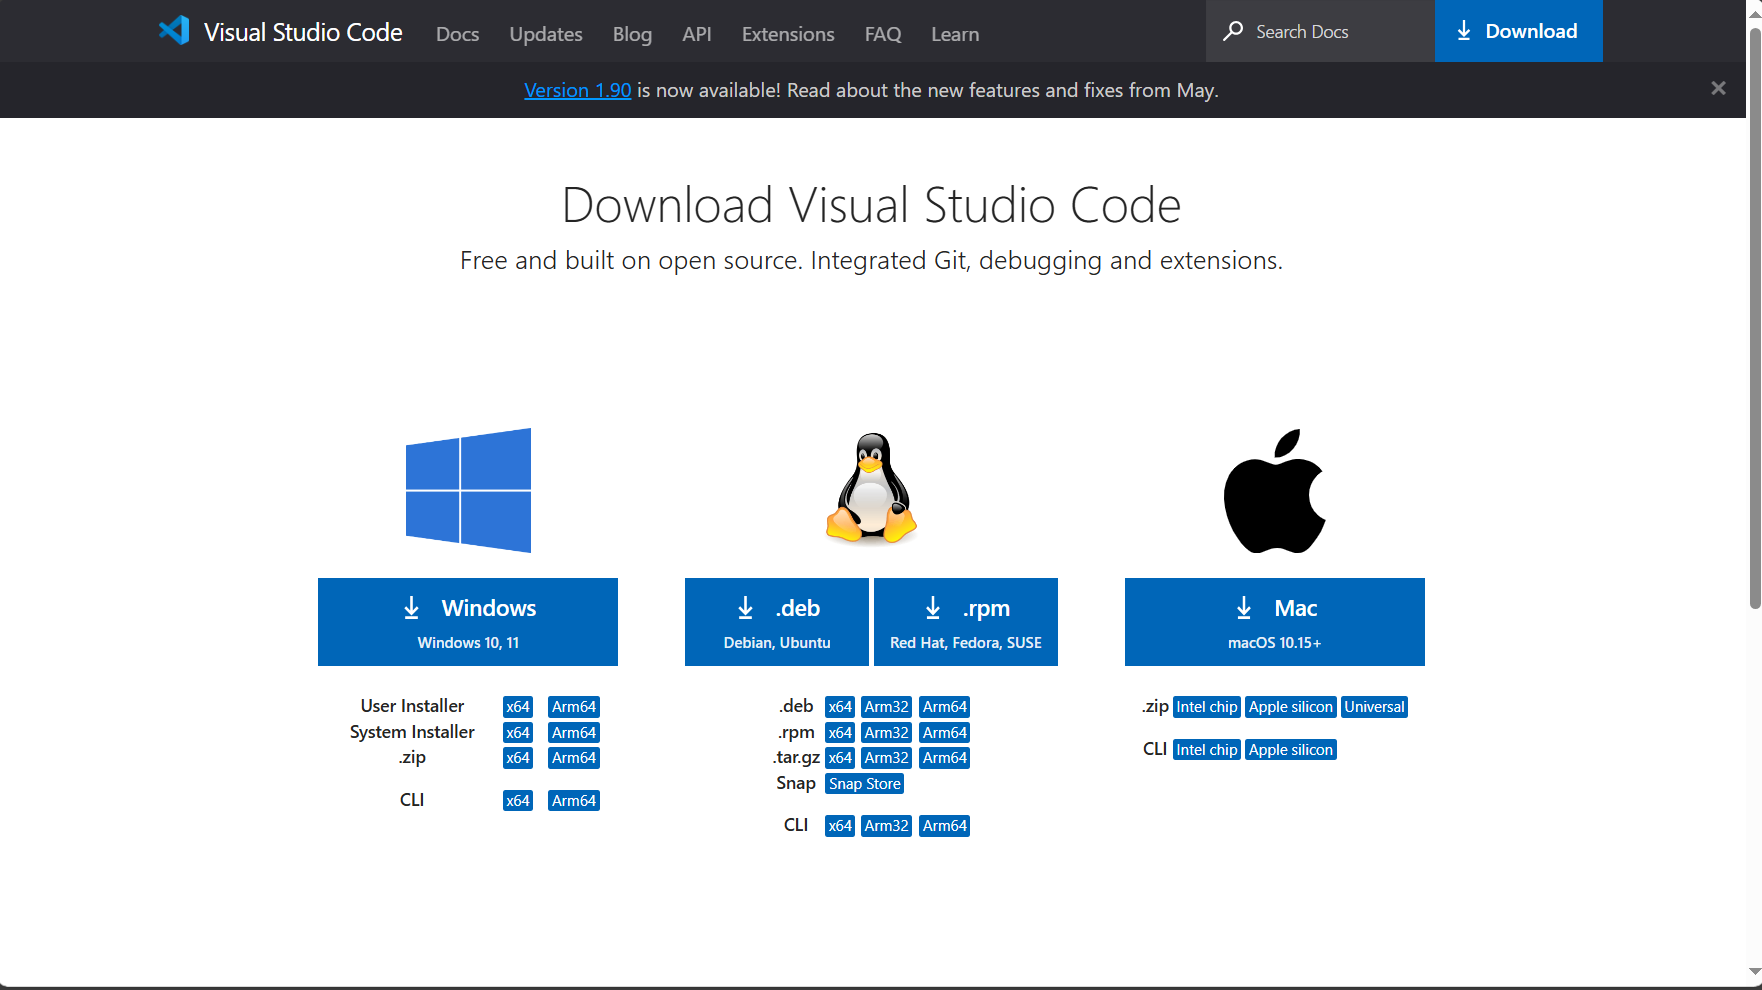 Visual Studio Code Docs Updates Blog API Extensions FAQ Learn Search Docs Download
Version 1.90 is now available! Read about the new features and fixes from May.
Download Visual Studio Code
Free and built on open source. Integrated Git, debugging and extensions.
Windows
Windows 10, 11
User Installer x64 Arm64
System Installer x64 Arm64
.zip x64 Arm64
CLI x64 Arm64
.deb
Debian, Ubuntu
.rpm
Red Hat, Fedora, SUSE
.deb x64 Arm32 Arm64
.rpm x64 Arm32 Arm64
.tar.gz x64 Arm32 Arm64
Snap Snap Store
CLI x64 Arm32 Arm64
Mac
macOS 10.15+
.zip Intel chip Apple silicon Universal
CLI Intel chip Apple silicon